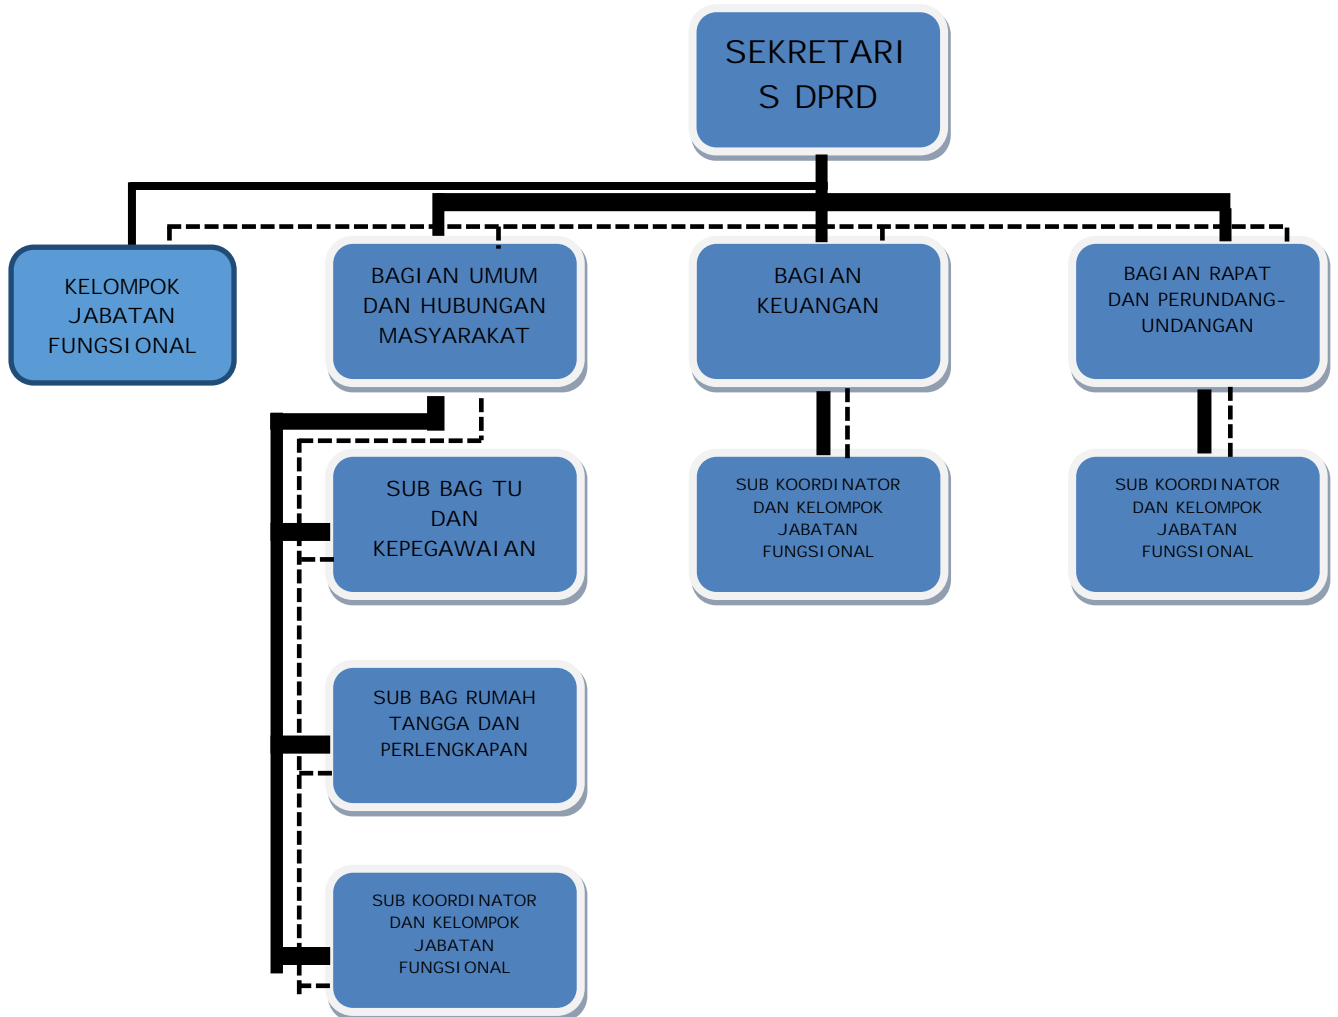 SEKRETARI
S DPRD
KELOMPOK
JABATAN
FUNGSIONAL
BAGIAN UMUM
DAN HUBUNGAN
MASYARAKAT
BAGIAN
KEUANGAN
BAGIAN RAPAT
DAN PERUNDANG-
UNDANGAN
SUB BAG TU
DAN
KEPEGAWAIAN
SUB KOORDINATOR
DAN KELOMPOK
JABATAN
FUNGSIONAL
SUB KOORDINATOR
DAN KELOMPOK
JABATAN
FUNGSIONAL
SUB BAG RUMAH
TANGGA DAN
PERLENGKAPAN
SUB KOORDINATOR
DAN KELOMPOK
JABATAN
FUNGSIONAL